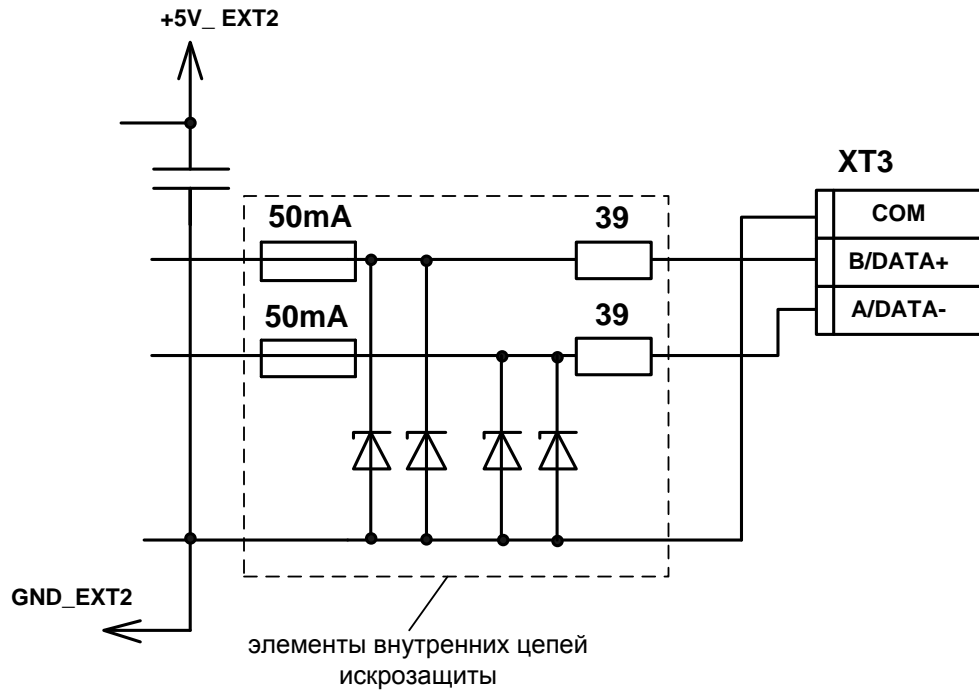 +5V_ EXT2
XT3
50mA
39
COM
B/DATA+
50mA
39
A/DATA-
GND_EXT2
элементы внутренних цепей
искрозащиты